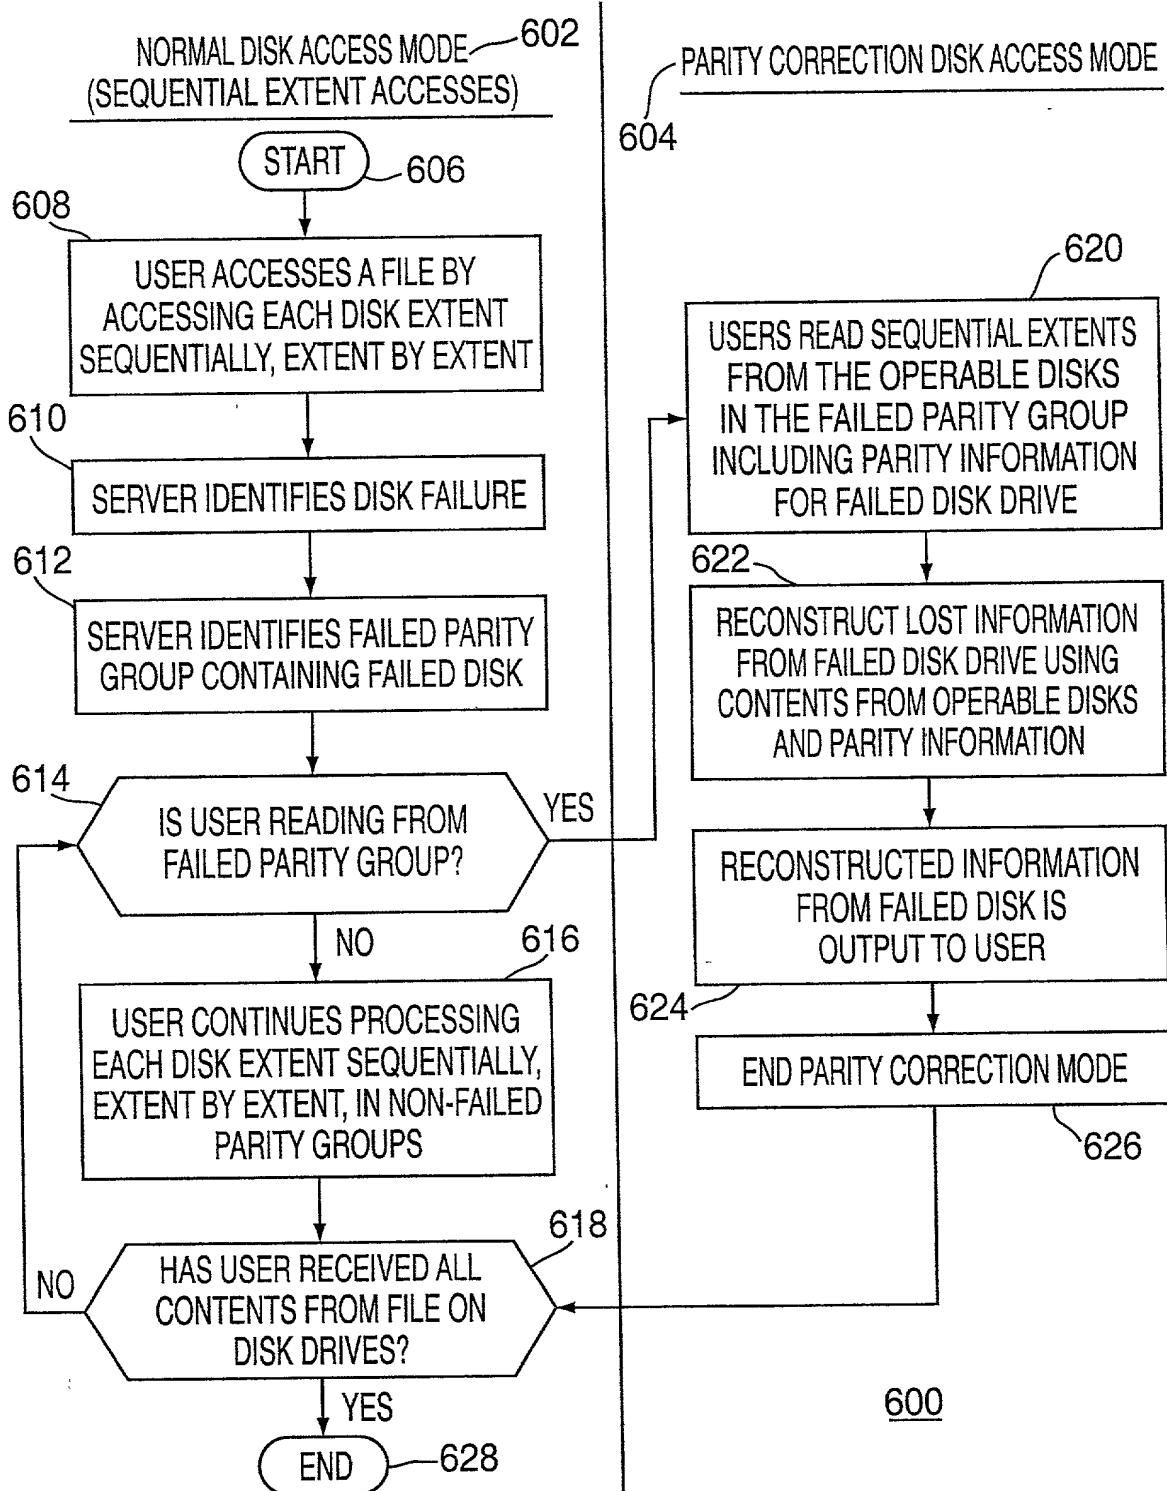 NORMAL DISK ACCESS MODE
602
(SEQUENTIAL EXTENT ACCESSES)
PARITY CORRECTION DISK ACCESS MODE
604
START
606
608
USER ACCESSES A FILE BY
ACCESSING EACH DISK EXTENT
SEQUENTIALLY, EXTENT BY EXTENT
610
SERVER IDENTIFIES DISK FAILURE
612
SERVER IDENTIFIES FAILED PARITY
GROUP CONTAINING FAILED DISK
614
IS USER READING FROM
FAILED PARITY GROUP?
YES
NO
616
USER CONTINUES PROCESSING
EACH DISK EXTENT SEQUENTIALLY,
EXTENT BY EXTENT, IN NON-FAILED
PARITY GROUPS
618
HAS USER RECEIVED ALL
CONTENTS FROM FILE ON
DISK DRIVES?
NO
YES
END
628
620
USERS READ SEQUENTIAL EXTENTS
FROM THE OPERABLE DISKS
IN THE FAILED PARITY GROUP
INCLUDING PARITY INFORMATION
FOR FAILED DISK DRIVE
622
RECONSTRUCT LOST INFORMATION
FROM FAILED DISK DRIVE USING
CONTENTS FROM OPERABLE DISKS
AND PARITY INFORMATION
RECONSTRUCTED INFORMATION
FROM FAILED DISK IS
OUTPUT TO USER
624
END PARITY CORRECTION MODE
626
600